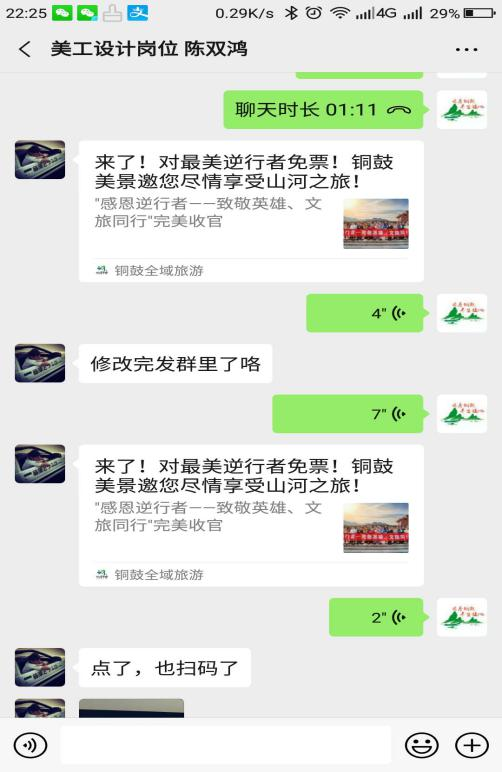 22:25 0.29K/s 4G 29%
美工设计岗位 陈双鸿
聊天时长 01:11
来了！对最美逆行者免票！铜鼓
美景邀您尽情享受山河之旅！
"感恩逆行者——致敬英雄、文
旅同行"完美收官
铜鼓全域旅游
4"
修改完发群里了咯
7"
来了！对最美逆行者免票！铜鼓
美景邀您尽情享受山河之旅！
"感恩逆行者——致敬英雄、文
旅同行"完美收官
铜鼓全域旅游
2"
点了，也扫码了